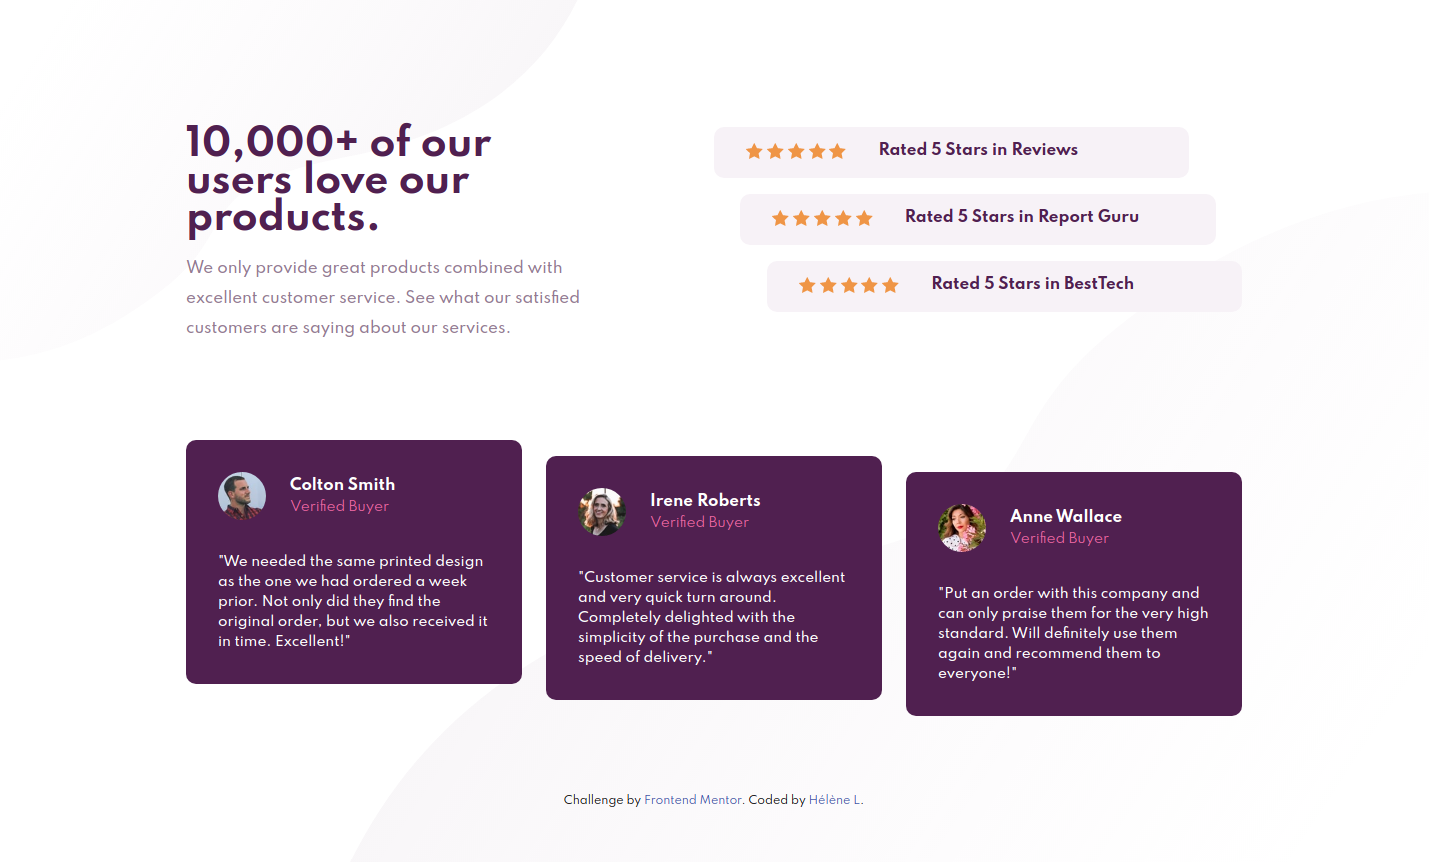 10,000+ of our
users love our
products.
We only provide great products combined with
excellent customer service. See what our satisfied
customers are saying about our services.
Rated 5 Stars in Reviews
Rated 5 Stars in Report Guru
Rated 5 Stars in BestTech
Colton Smith
Verified Buyer
"We needed the same printed design
as the one we had ordered a week
prior. Not only did they find the
original order, but we also received it
in time. Excellent!"
Irene Roberts
Verified Buyer
"Customer service is always excellent
and very quick turn around.
Completely delighted with the
simplicity of the purchase and the
speed of delivery."
Anne Wallace
Verified Buyer
"Put an order with this company and
can only praise them for the very high
standard. Will definitely use them
again and recommend them to
everyone!"
Challenge by Frontend Mentor. Coded by Hélène L.